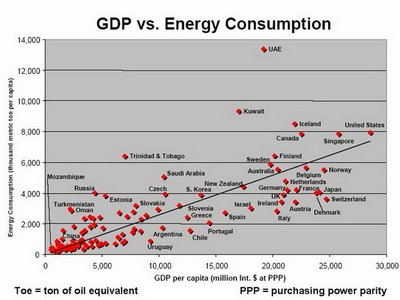 GDP vs. Energy Consumption
14,000
UAE
12,000
10,000
Kuwait
Iceland
United States
8,000
Canada
Singapore
Trinidad & Tobago
Finland
6,000
Sweden
Saudi Arabia
Australia
Belgium
Norway
Mozambique
New Zealand
Netherlands
Russia
Czech
S. Korea
Germany
France
Japan
4,000
Estonia
UK
Switzerland
Turkmenistan
Slovakia
Slovenia
Israel
Ireland
Austria
Denmark
Oman
Greece
Spain
Italy
2,000
China
Argentina
Portugal
Chile
Uruguay
0
0
5,000
10,000
15,000
20,000
25,000
30,000
Energy Consumption (thousand metric toe per capita)
GDP per capita (million Int. $ at PPP)
Toe = ton of oil equivalent
PPP = purchasing power parity